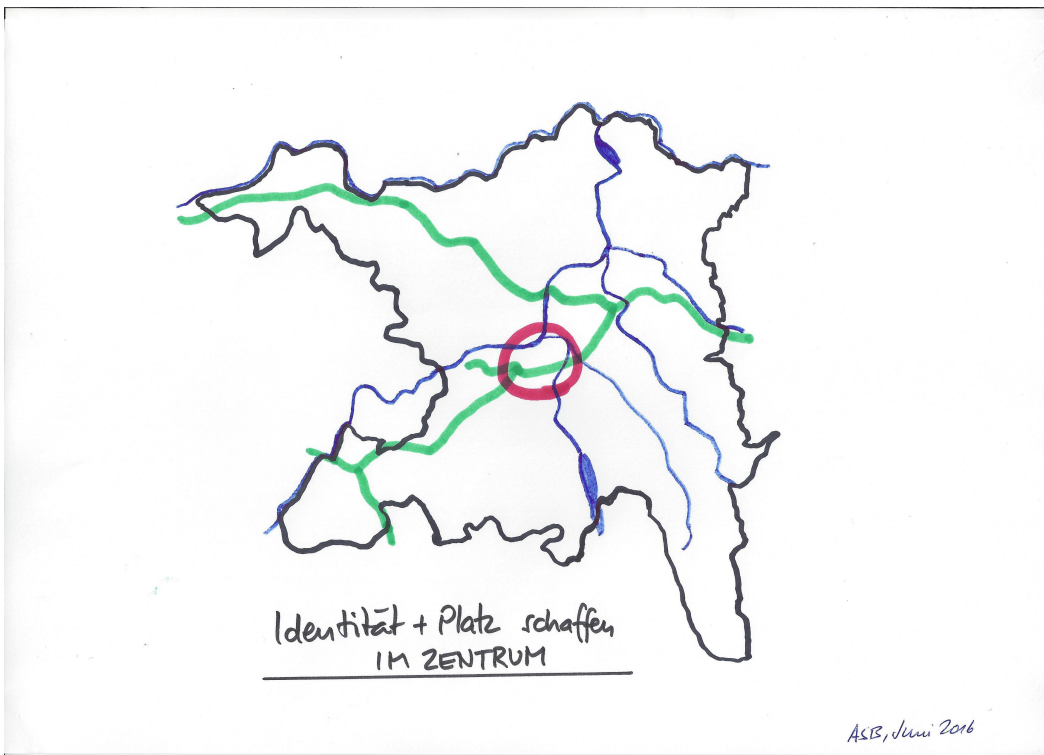 Identität + Platz schaffen
IM ZENTRUM
ASB, Juni 2016